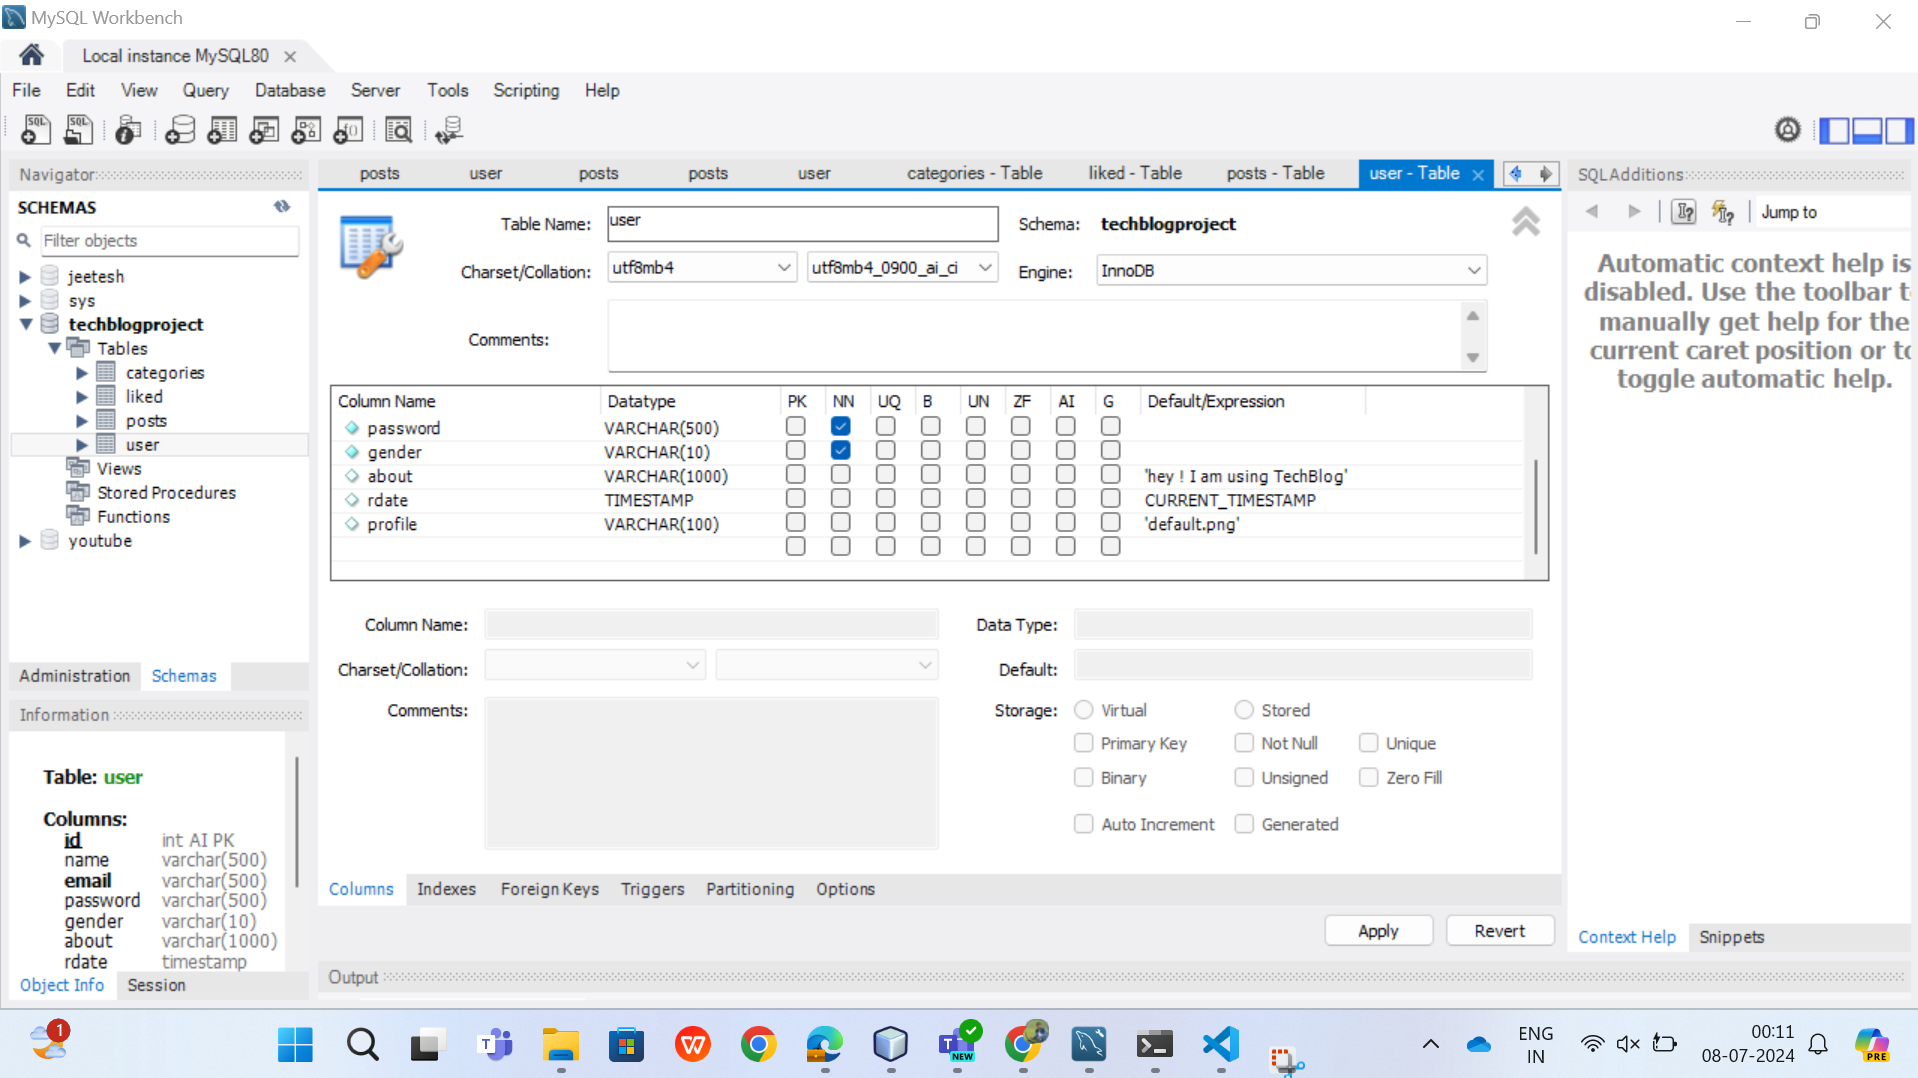 MySQL Workbench
Local instance MySQL80
File Edit View Query Database Server Tools Scripting Help
Navigator
SCHEMAS
Filter objects
jeetesh
sys
techblogproject
Tables
categories
liked
posts
user
Views
Stored Procedures
Functions
youtube
Administration Schemas
Information
Table: user
Columns:
id int AI PK
name varchar(500)
email varchar(500)
password varchar(500)
gender varchar(10)
about varchar(1000)
rdate timestamp
Object Info Session
posts user posts posts user categories - Table liked - Table posts - Table user - Table
Table Name: user Schema: techblogproject
Charset/Collation: utf8mb4 utf8mb4_0900_ai_ci Engine: InnoDB
Comments:
Column Name Datatype PK NN UQ B UN ZF AI G Default/Expression
password VARCHAR(500)
gender VARCHAR(10)
about VARCHAR(1000) 'hey ! I am using TechBlog'
rdate TIMESTAMP CURRENT_TIMESTAMP
profile VARCHAR(100) 'default.png'
Column Name: Data Type:
Charset/Collation: Default:
Comments: Storage: Virtual Stored
Primary Key Not Null Unique
Binary Unsigned Zero Fill
Auto Increment Generated
Columns Indexes Foreign Keys Triggers Partitioning Options
Apply Revert
Output
SQLAdditions
Jump to
Automatic context help is
disabled. Use the toolbar
manually get help for the
current caret position or
toggle automatic help.
Context Help Snippets
1
NEW
ENG
IN
00:11
08-07-2024
PRE